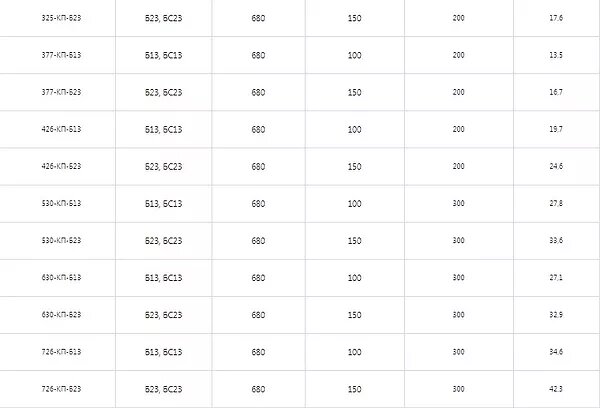 325-КП-Б23 Б23, БС23 680 150 200 17,6
377-КП-Б13 Б13, БС13 680 100 200 13,5
377-КП-Б23 Б23, БС23 680 150 200 16,7
426-КП-Б13 Б13, БС13 680 100 200 19,7
426-КП-Б23 Б23, БС23 680 150 200 24,6
530-КП-Б13 Б13, БС13 680 100 300 27,8
530-КП-Б23 Б23, БС23 680 150 300 33,6
630-КП-Б13 Б13, БС13 680 100 300 27,1
630-КП-Б23 Б23, БС23 680 150 300 32,9
726-КП-Б13 Б13, БС13 680 100 300 34,6
726-КП-Б23 Б23, БС23 680 150 300 42,3